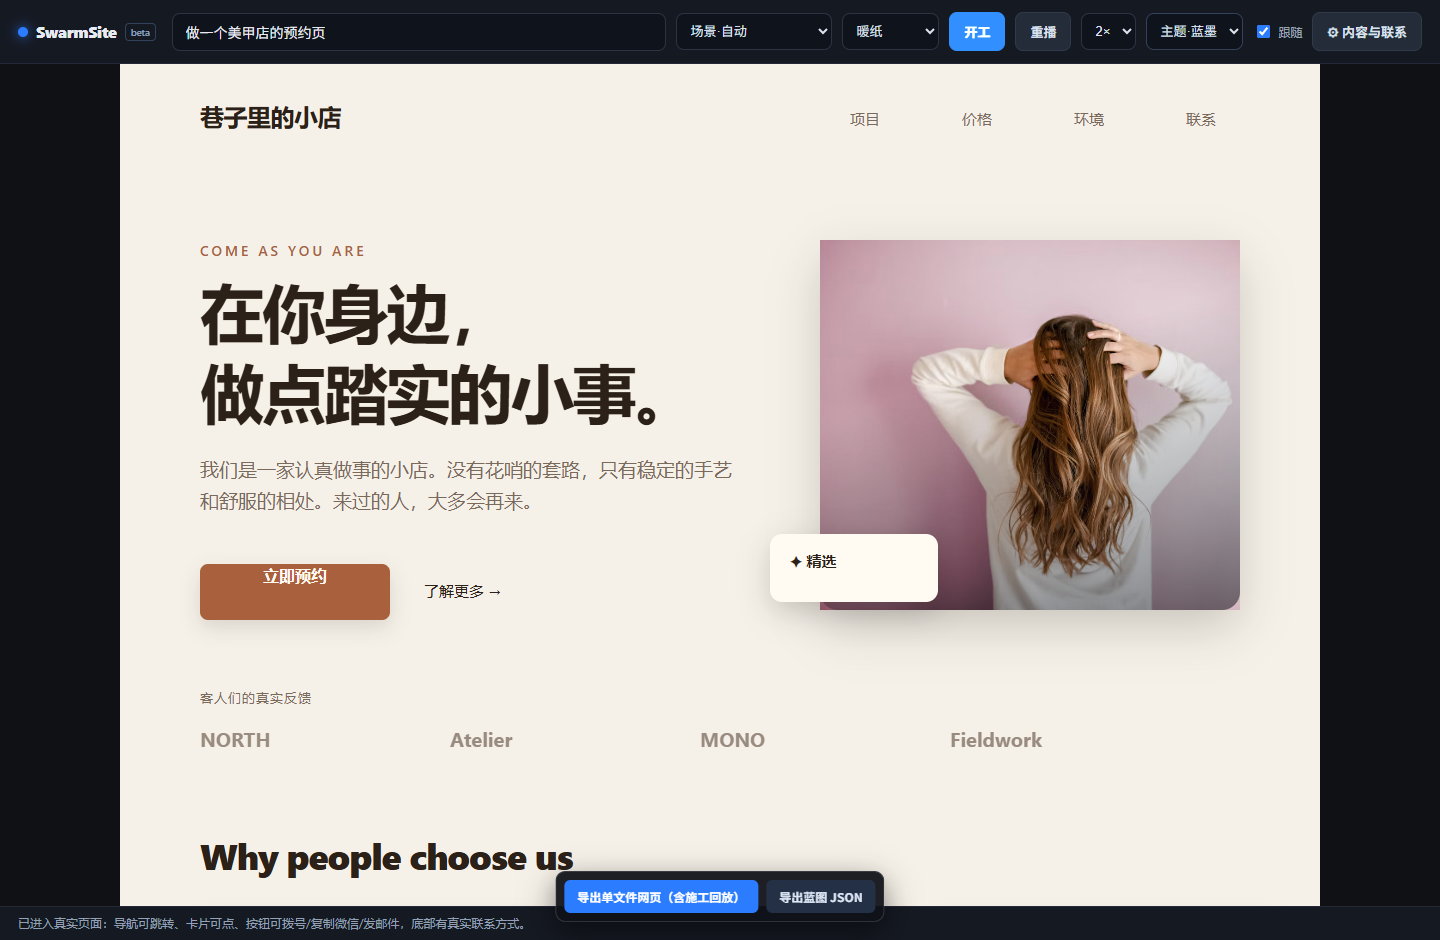 SwarmSite beta 做一个美甲店的预约页 场景·自动 暖纸 开工 重播 2× 主题·蓝墨 跟随 ⚙ 内容与联系
巷子里的小店 项目 价格 环境 联系
COME AS YOU ARE
在你身边，
做点踏实的小事。
我们是一家认真做事的小店。没有花哨的套路，只有稳定的手艺
和舒服的相处。来过的人，大多会再来。
✦ 精选
立即预约 了解更多 →
客人们的真实反馈
NORTH Atelier MONO Fieldwork
Why people choose us
导出单文件网页（含施工回放） 导出蓝图 JSON
已进入真实页面：导航可跳转、卡片可点、按钮可拨号/复制微信/发邮件，底部有真实联系方式。